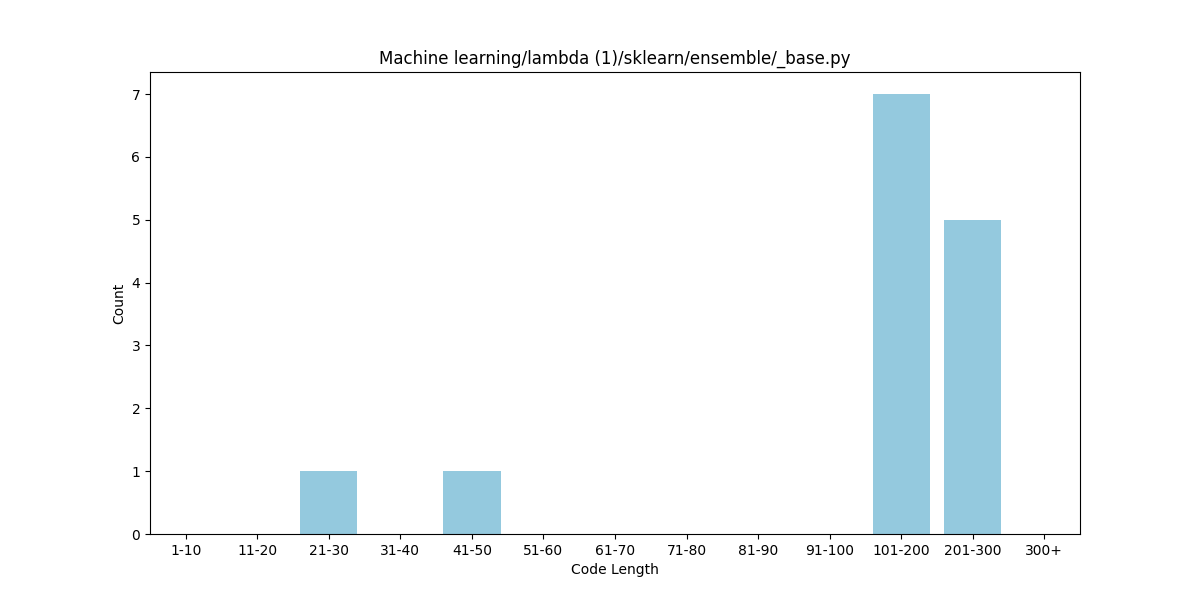 Machine learning/lambda (1)/sklearn/ensemble/_base.py
7
6
5
4
3
2
1
0
Count
1-10 11-20 21-30 31-40 41-50 51-60 61-70 71-80 81-90 91-100 101-200 201-300 300+
Code Length